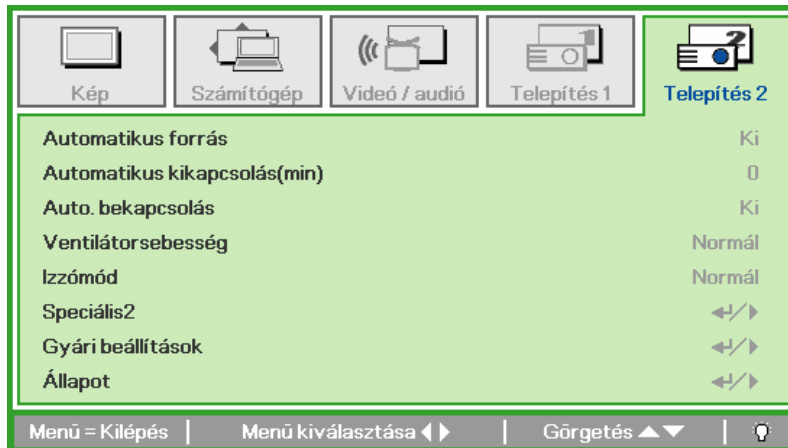 Kép
Számítógép
Videó / audió
Telepítés 1
Telepítés 2
Automatikus forrás Ki
Automatikus kikapcsolás(min) 0
Auto. bekapcsolás Ki
Ventilátorsebesség Normál
Izzómód Normál
Speciális2
Gyári beállítások
Állapot
Menü = Kilépés | Menü kiválasztása | Görgetés |